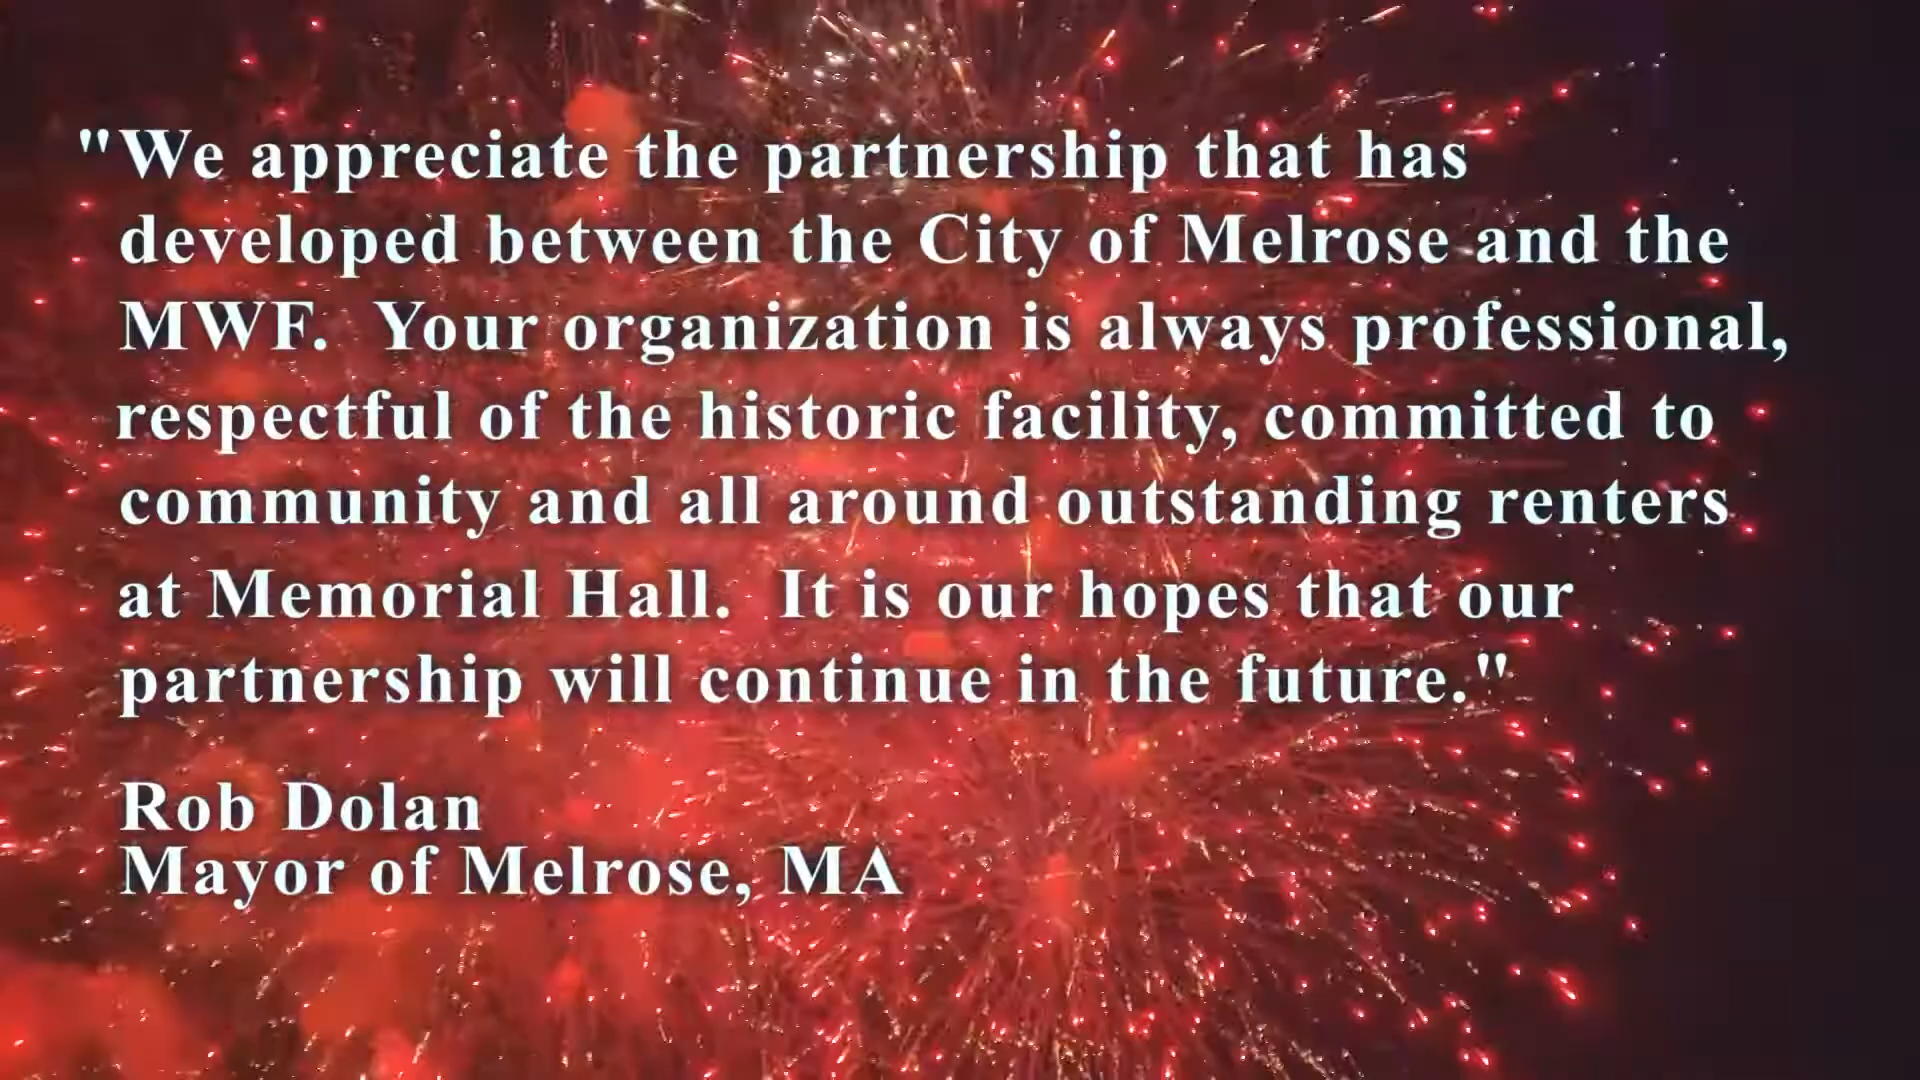 "We appreciate the partnership that has
developed between the City of Melrose and the
MWF.  Your organization is always professional,
respectful of the historic facility, committed to
community and all around outstanding renters
at Memorial Hall.  It is our hopes that our
partnership will continue in the future."
Rob Dolan
Mayor of Melrose, MA